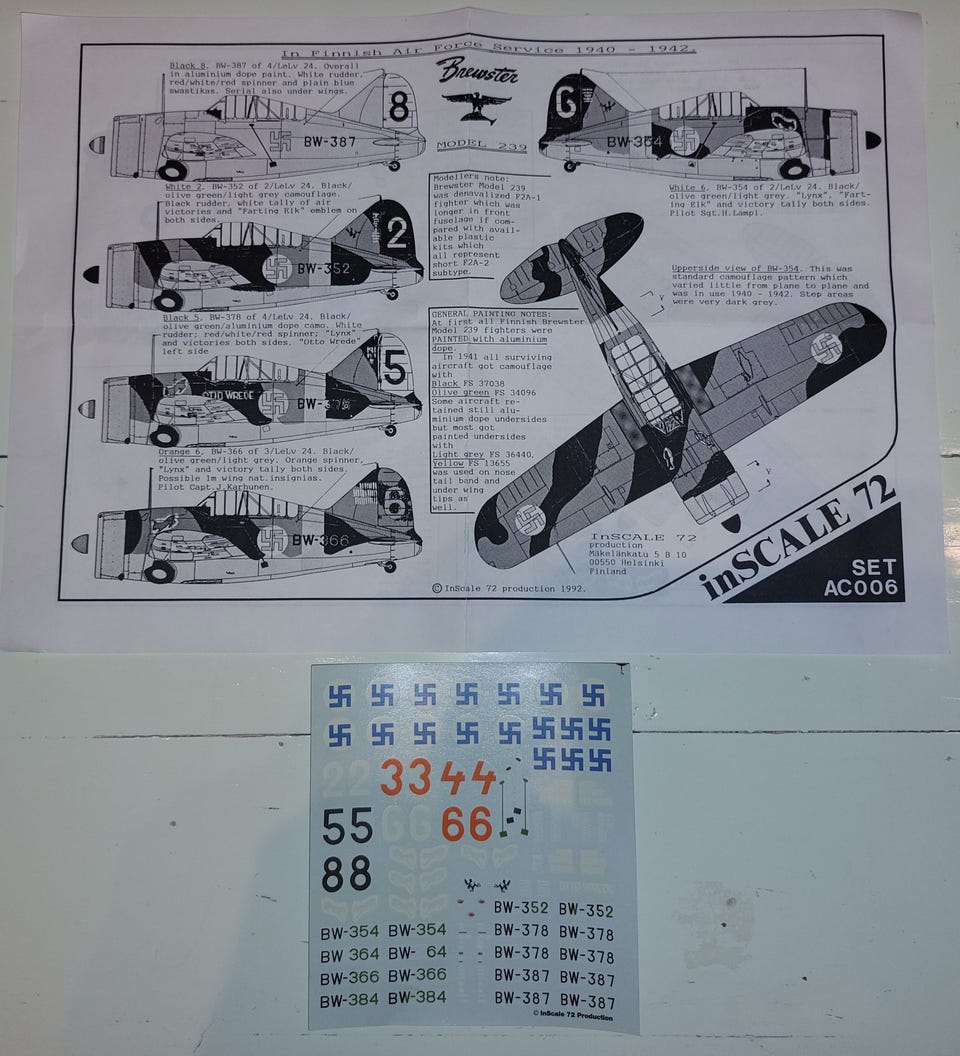 In Finnish Air Force Service 1940 - 1942.
Brewster
MODEL 239
Black 8. BW-387 of 4/LeLv 24. Overall
in aluminium dope paint. White rudder,
red/white/red spinner and plain blue
swastikas. Serial also under wings.
8
BW-387
White 2. BW-352 of 2/LeLv 24. Black/
olive green/light grey camouflage.
Black rudder, white tally of air
victories and "Farting Elk" emblem on
both sides.
2
BW-352
Black 5. BW-378 of 4/LeLv 24. Black/
olive green/aluminium dope camo. White
rudder; red/white/red spinner; "Lynx"
and victories both sides, "Otto Wrede"
left side
5
OTTO WREDE
BW-378
Orange 6. BW-366 of 3/LeLv 24. Black/
olive green/light grey. Orange spinner,
"Lynx" and victory tally both sides.
Possible 1m wing nat.insignias.
Pilot Capt.J.Karhunen.
6
BW-366
Modellers note:
Brewster Model 239
was denavalized F2A-1
fighter which was
longer in front
fuselage if com-
pared with avail-
able plastic
kits which
all represent
short F2A-2
subtype.
GENERAL PAINTING NOTES:
At first all Finnish Brewster
Model 239 fighters were
PAINTED with aluminium
dope.
In 1941 all surviving
aircraft got camouflage
with
Black FS 37038
Olive green FS 34096
Some aircraft re-
tained still alu-
minium dope undersides
but most got
painted undersides
with
Light grey FS 36440.
Yellow FS 13655
was used on nose
tail band and
under wing
tips as
well.
6
BW-354
White 6. BW-354 of 2/LeLv 24. Black/
olive green/light grey. "Lynx", "Fart-
ing Elk" and victory tally both sides.
Pilot Sgt.H.Lampi.
Upperside view of BW-354. This was
standard camouflage pattern which
varied little from plane to plane and
was in use 1940 - 1942. Step areas
were very dark grey.
InSCALE 72
production
Mäkelänkatu 5 B 10
00550 Helsinki
Finland
© InScale 72 production 1992.
inSCALE 72
SET
AC006
22 33 44
55 66 66
88
OTTO WREDE
BW-352 BW-352
BW-354 BW-354 BW-378 BW-378
BW 364 BW- 64 BW-378 BW-378
BW-366 BW-366 BW-387 BW-387
BW-384 BW-384 BW-387 BW-387
© InScale 72 Production